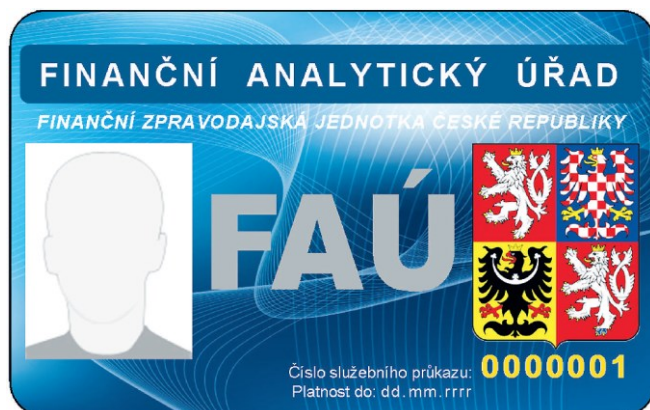 FINANČNÍ ANALYTICKÝ ÚŘAD
FINANČNÍ ZPRAVODAJSKÁ JEDNOTKA ČESKÉ REPUBLIKY
FAÚ
Číslo služebního průkazu: 0000001
Platnost do: dd.mm.rrrr